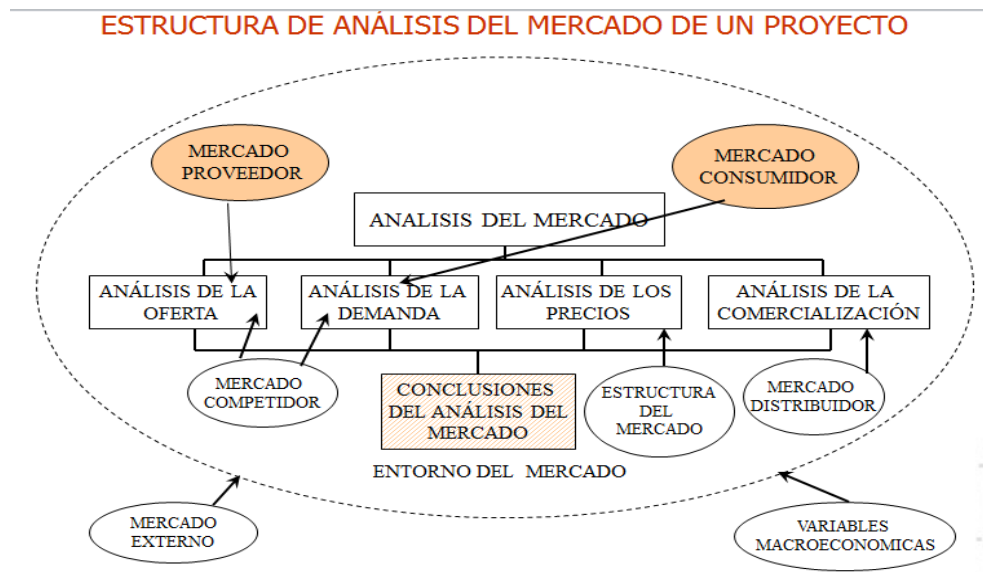 ESTRUCTURA DE ANÁLISIS DEL MERCADO DE UN PROYECTO
MERCADO
PROVEEDOR
MERCADO
CONSUMIDOR
ANALISIS DEL MERCADO
ANÁLISIS DE LA
OFERTA
ANÁLISIS DE LA
DEMANDA
ANÁLISIS DE LOS
PRECIOS
ANÁLISIS DE LA
COMERCIALIZACIÓN
MERCADO
COMPETIDOR
CONCLUSIONES
DEL ANÁLISIS DEL
MERCADO
ESTRUCTURA
DEL
MERCADO
MERCADO
DISTRIBUIDOR
ENTORNO DEL MERCADO
MERCADO
EXTERNO
VARIABLES
MACROECONOMICAS